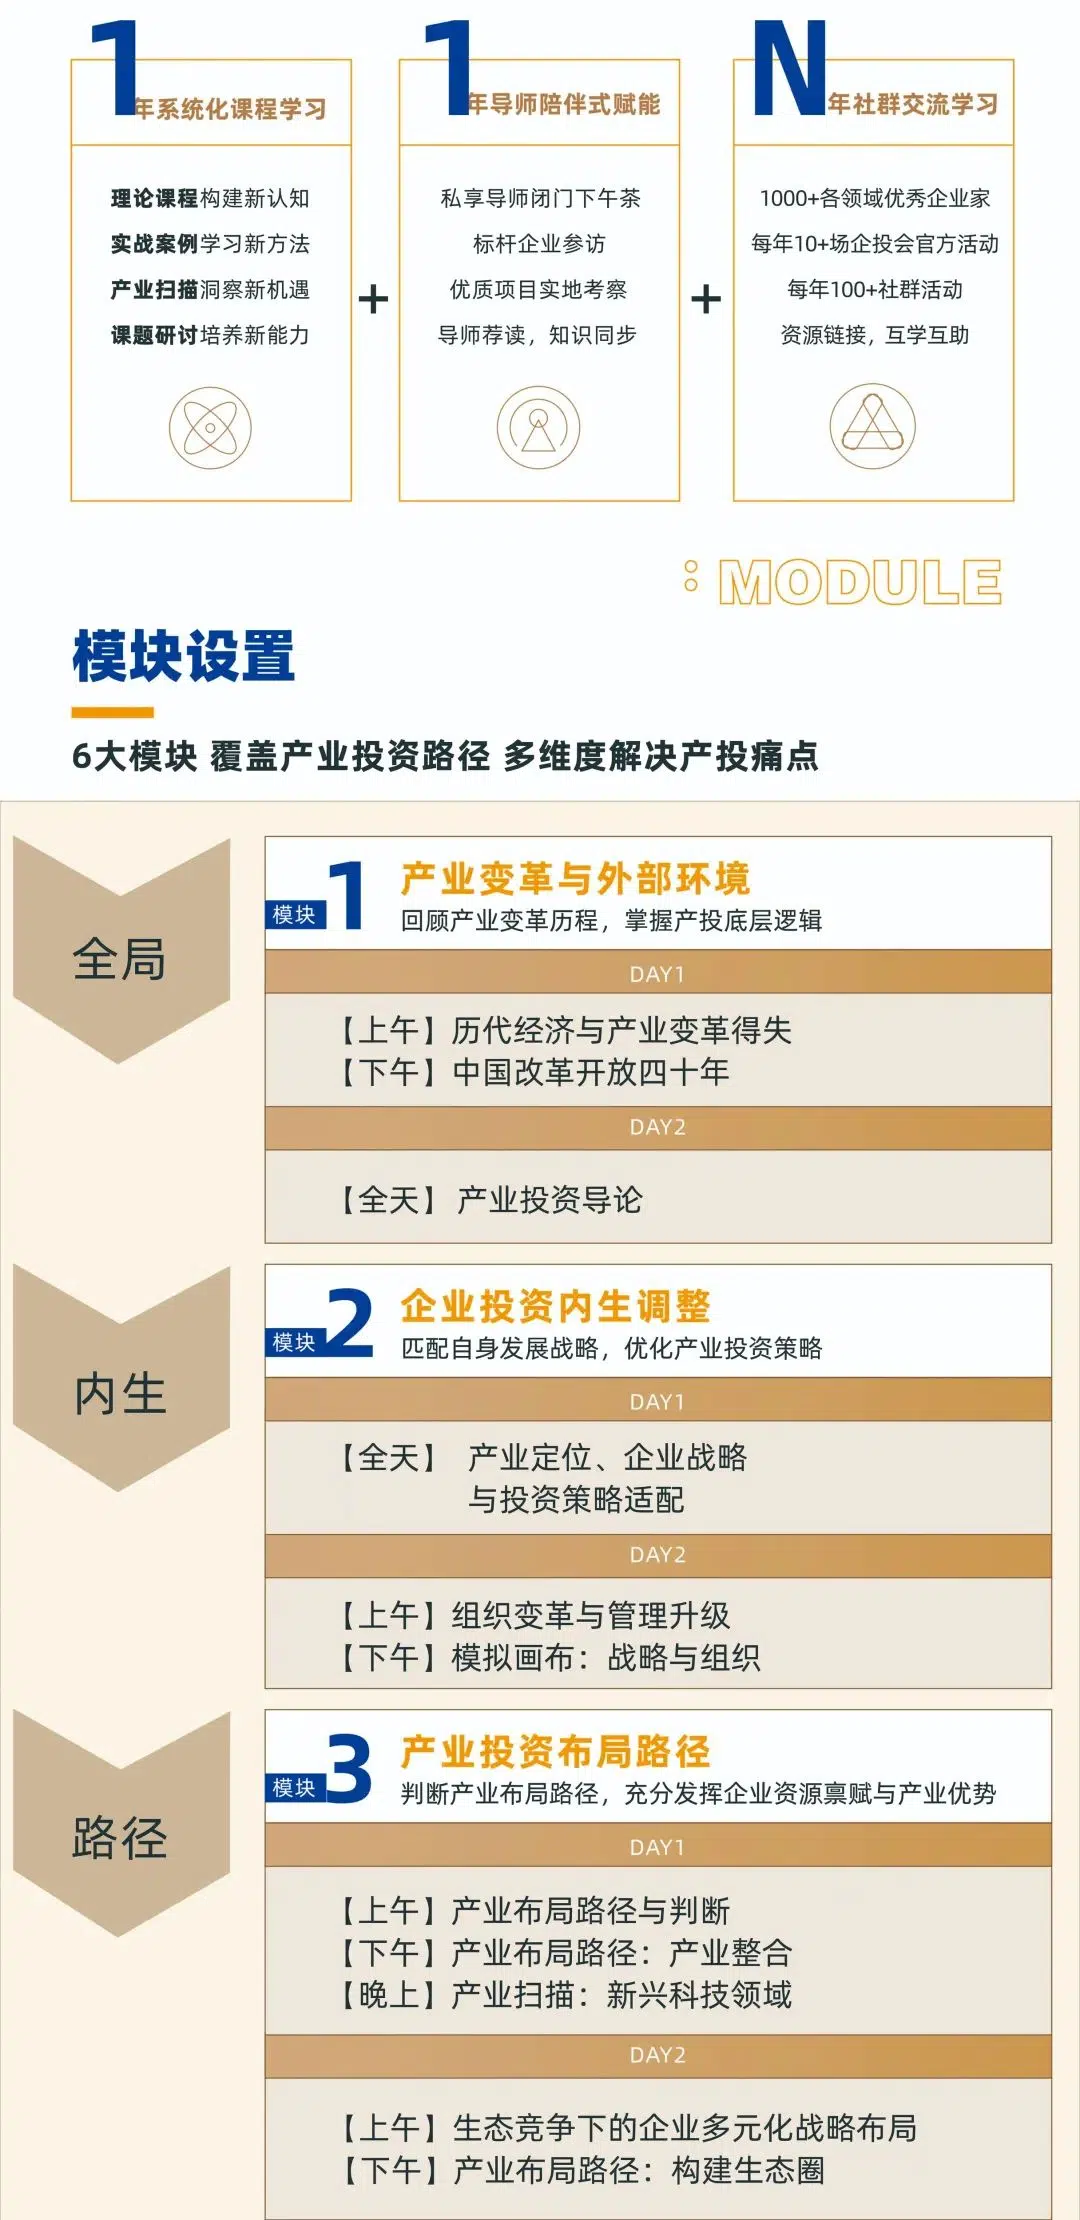 1年系统化课程学习
理论课程构建新认知
实战案例学习新方法
产业扫描洞察新机遇
课题研讨培养新能力
+
1年导师陪伴式赋能
私享导师闭门下午茶
标杆企业参访
优质项目实地考察
导师荐读，知识同步
+
N年社群交流学习
1000+各领域优秀企业家
每年10+场企投会官方活动
每年100+社群活动
资源链接，互学互助
: MODULE
模块设置
6大模块 覆盖产业投资路径 多维度解决产投痛点
全局
模块1 产业变革与外部环境
回顾产业变革历程，掌握产投底层逻辑
DAY1
【上午】历代经济与产业变革得失
【下午】中国改革开放四十年
DAY2
【全天】产业投资导论
内生
模块2 企业投资内生调整
匹配自身发展战略，优化产业投资策略
DAY1
【全天】 产业定位、企业战略
与投资策略适配
DAY2
【上午】组织变革与管理升级
【下午】模拟画布：战略与组织
路径
模块3 产业投资布局路径
判断产业布局路径，充分发挥企业资源禀赋与产业优势
DAY1
【上午】产业布局路径与判断
【下午】产业布局路径：产业整合
【晚上】产业扫描：新兴科技领域
DAY2
【上午】生态竞争下的企业多元化战略布局
【下午】产业布局路径：构建生态圈